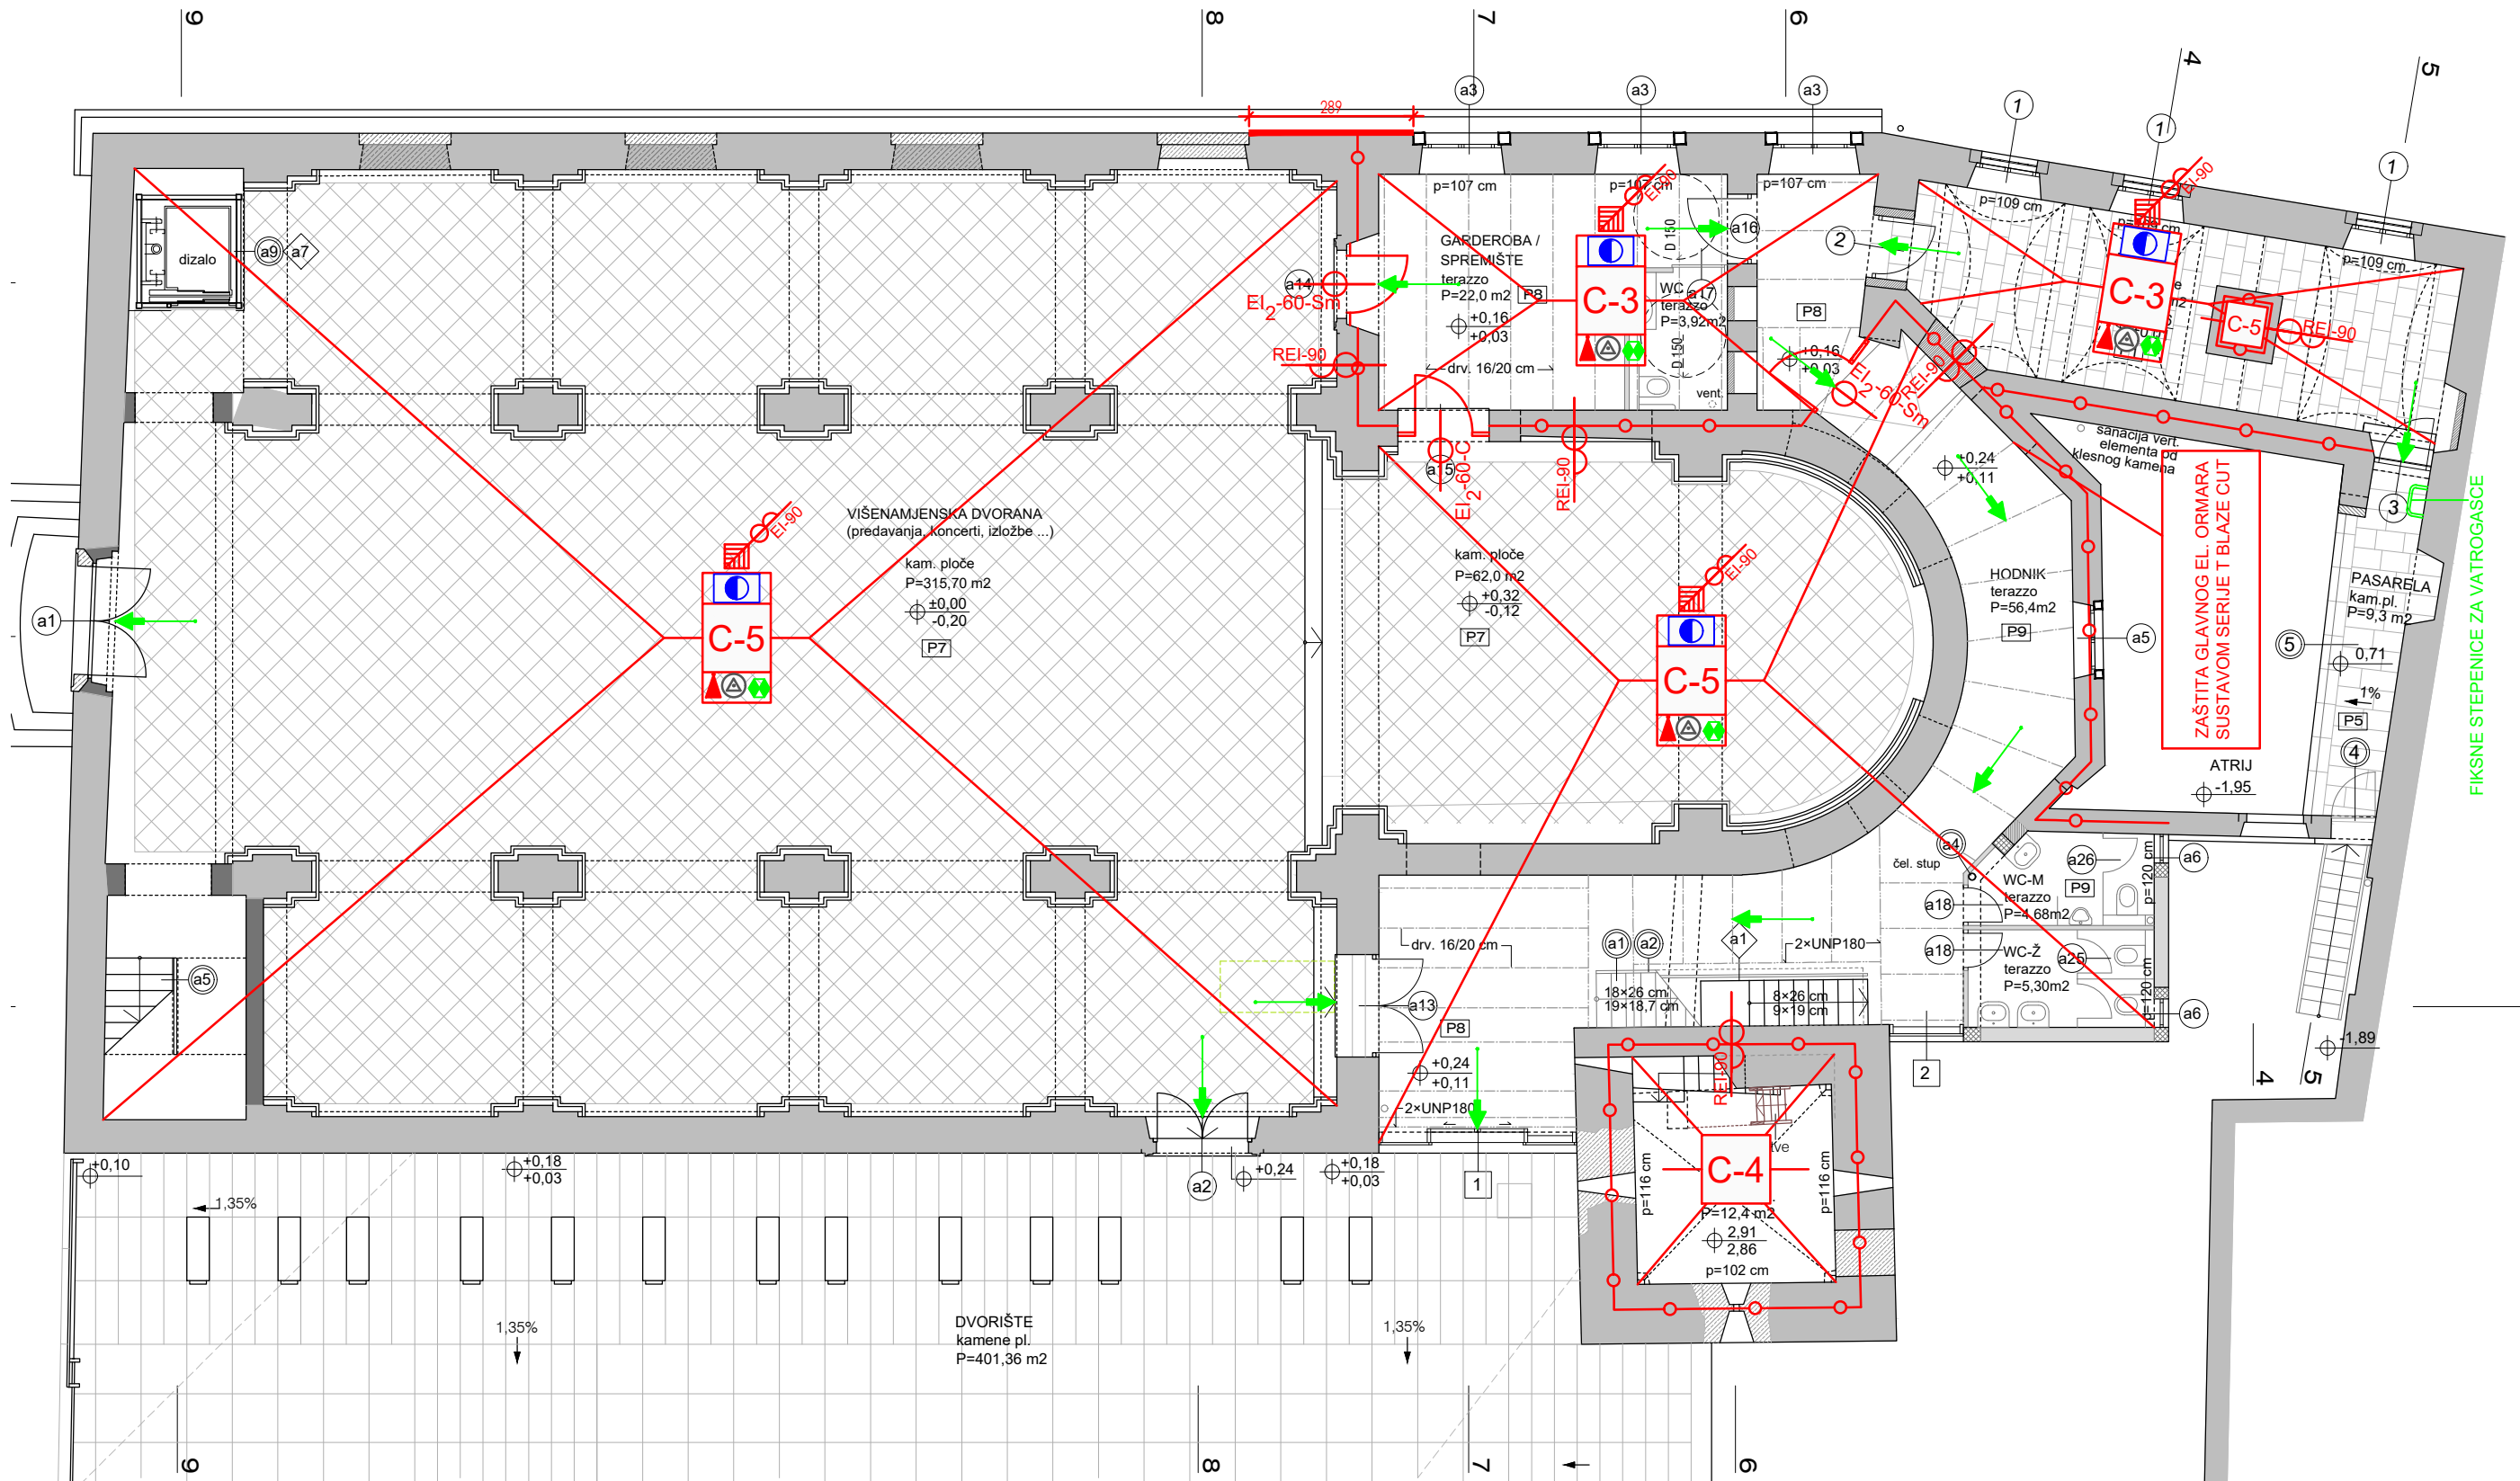 9
8
7
6
4
5
289
a3
a3
a3
1
1
1
p=107 cm
p=107 cm
p=107 cm
p=109 cm
p=109 cm
EI-90
EI-90
dizalo
a9
a7
a14
EI2-60-Sm
REI-90
GARDEROBA /
SPREMIŠTE
terazzo
P=22,0 m2
P8
+0,16
+0,03
drv. 16/20 cm
D 150
D 150
C-3
WC
terazzo
P=3,92m2
a17
a16
vent.
2
P8
+0,16
+0,03
EI2-60-Sm
REI-90
C-3
C-5
REI-90
sanacija vert.
elementa od
klesnog kamena
+0,24
+0,11
a15
EI2-60-C
REI-90
VIŠENAMJENSKA DVORANA
(predavanja, koncerti, izložbe ...)
kam. ploče
P=315,70 m2
±0,00
-0,20
P7
EI-90
C-5
a1
kam. ploče
P=62,0 m2
+0,32
-0,12
P7
EI-90
C-5
HODNIK
terazzo
P=56,4m2
P9
a5
ZAŠTITA GLAVNOG EL. ORMARA
SUSTAVOM SERIJE T BLAZE CUT
3
FIKSNE STEPENICE ZA VATROGASCE
PASARELA
kam.pl.
P=9,3 m2
5
0,71
1%
P5
4
ATRIJ
-1,95
a4
čel. stup
WC-M
terazzo
P=4,68m2
P9
a26
p=120 cm
a6
a18
a18
WC-Ž
terazzo
P=5,30m2
a25
p=120 cm
a6
a5
drv. 16/20 cm
a1
a2
a1
2×UNP180
18×26 cm
19×18,7 cm
8×26 cm
9×19 cm
a13
P8
+0,24
+0,11
2×UNP180
REI-90
2
-1,89
4
5
C-4
p=116 cm
p=116 cm
P=12,4 m2
2,91
2,86
p=102 cm
+0,10
+0,18
+0,03
a2
+0,24
+0,18
+0,03
1
1,35%
1,35%
1,35%
DVORIŠTE
kamene pl.
P=401,36 m2
9
8
7
6